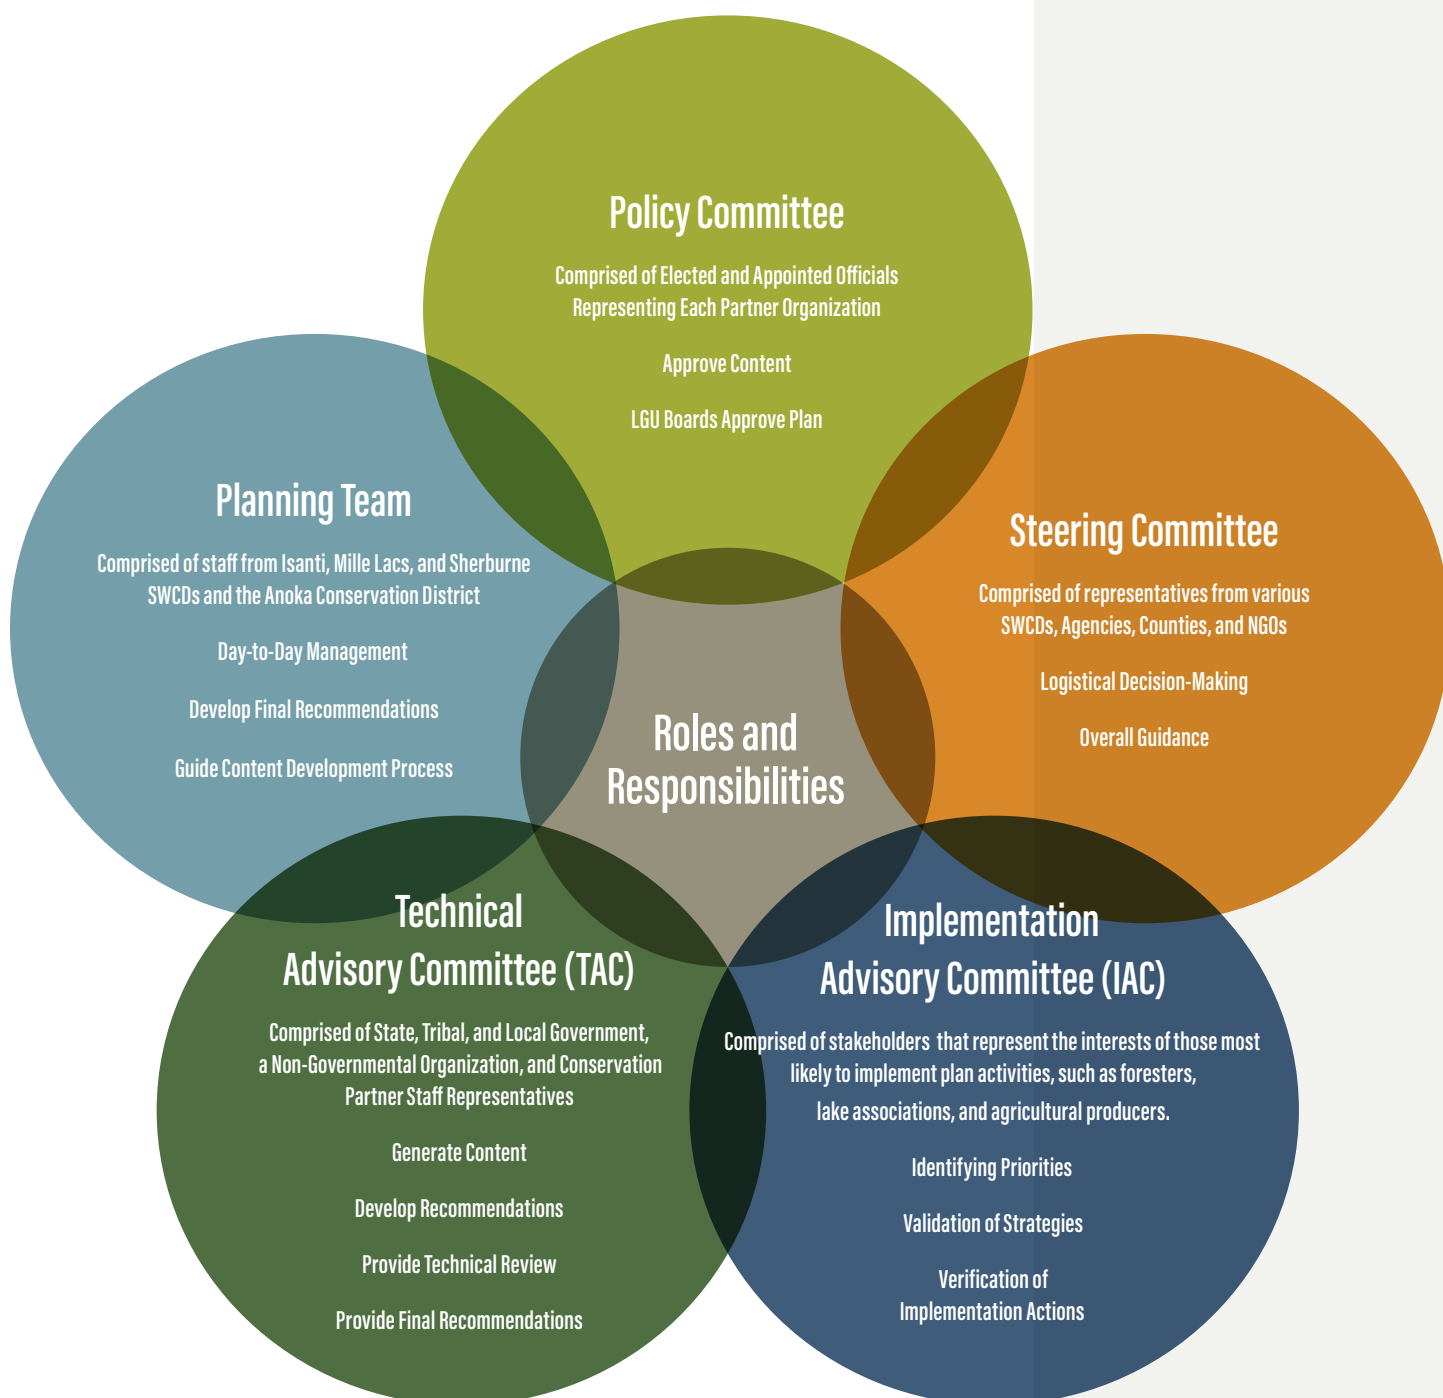 Policy Committee
Comprised of Elected and Appointed Officials
Representing Each Partner Organization
Approve Content
LGU Boards Approve Plan
Planning Team
Comprised of staff from Isanti, Mille Lacs, and Sherburne
SWCDs and the Anoka Conservation District
Day-to-Day Management
Develop Final Recommendations
Guide Content Development Process
Steering Committee
Comprised of representatives from various
SWCDs, Agencies, Counties, and NGOs
Logistical Decision-Making
Overall Guidance
Roles and
Responsibilities
Technical
Advisory Committee (TAC)
Comprised of State, Tribal, and Local Government,
a Non-Governmental Organization, and Conservation
Partner Staff Representatives
Generate Content
Develop Recommendations
Provide Technical Review
Provide Final Recommendations
Implementation
Advisory Committee (IAC)
Comprised of stakeholders that represent the interests of those most
likely to implement plan activities, such as foresters,
lake associations, and agricultural producers.
Identifying Priorities
Validation of Strategies
Verification of
Implementation Actions